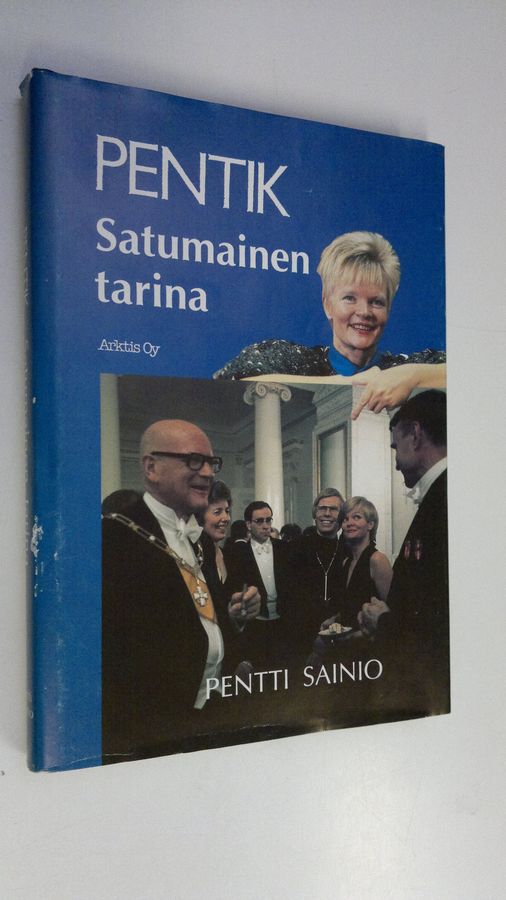 PENTIK
Satumainen
tarina
Arktis Oy
PENTTI SAINIO